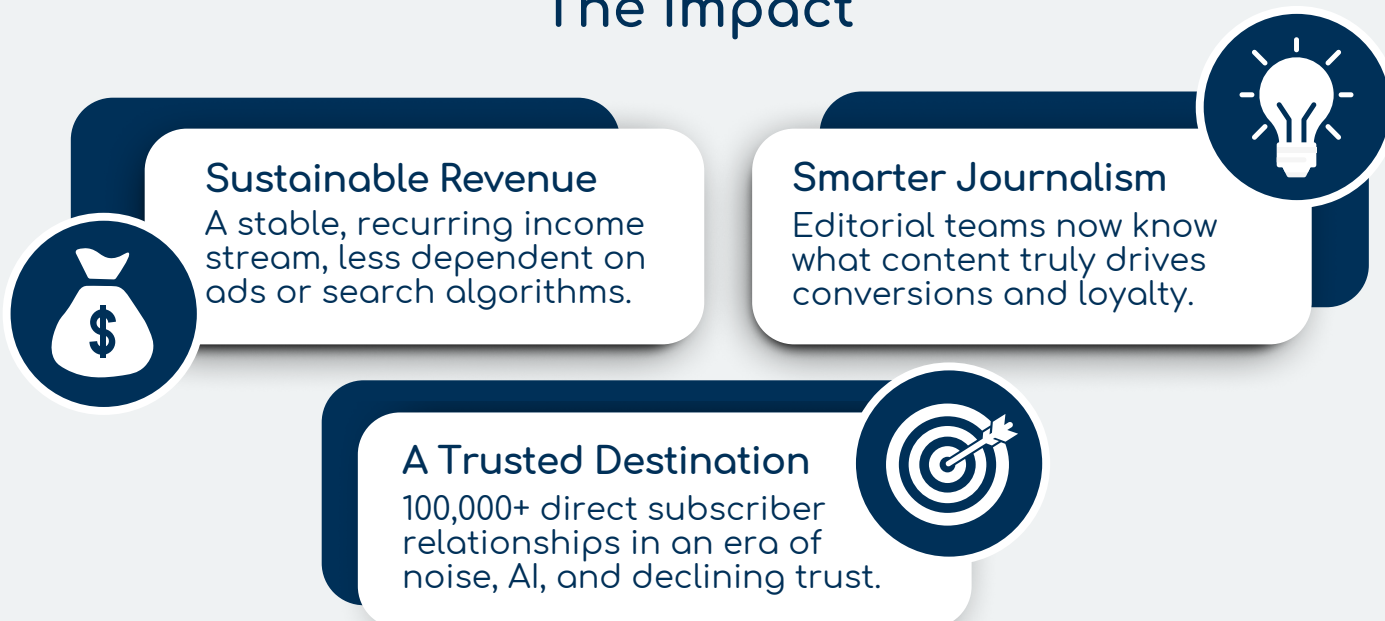 The Impact
Sustainable Revenue
A stable, recurring income
stream, less dependent on
ads or search algorithms.
Smarter Journalism
Editorial teams now know
what content truly drives
conversions and loyalty.
A Trusted Destination
100,000+ direct subscriber
relationships in an era of
noise, AI, and declining trust.
$